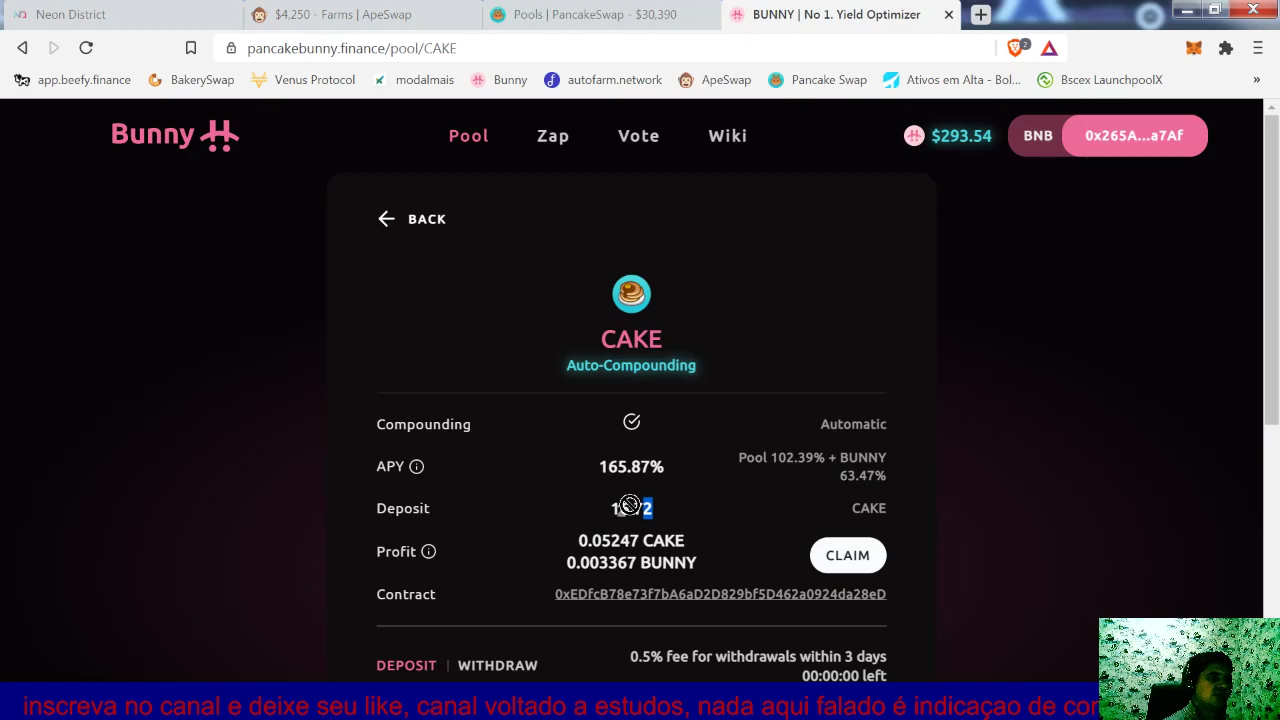 Neon District
$4,250 - Farms | ApeSwap
Pools | PancakeSwap - $30,390
BUNNY | No 1. Yield Optimizer
pancakebunny.finance/pool/CAKE
2
app.beefy.finance
BakerySwap
Venus Protocol
modalmais
Bunny
autofarm.network
ApeSwap
Pancake Swap
Ativos em Alta - Bol...
Bscex LaunchpoolX
»
Bunny
Pool Zap Vote Wiki
$293.54
BNB 0x265A...a7Af
BACK
CAKE
Auto-Compounding
Compounding Automatic
APY 165.87% Pool 102.39% + BUNNY
63.47%
Deposit CAKE
Profit 0.05247 CAKE
0.003367 BUNNY
CLAIM
Contract 0xEDfcB78e73f7bA6aD2D829bf5D462a0924da28eD
DEPOSIT | WITHDRAW
0.5% fee for withdrawals within 3 days
00:00:00 left
inscreva no canal e deixe seu like, canal voltado a estudos, nada aqui falado é indicaçao de